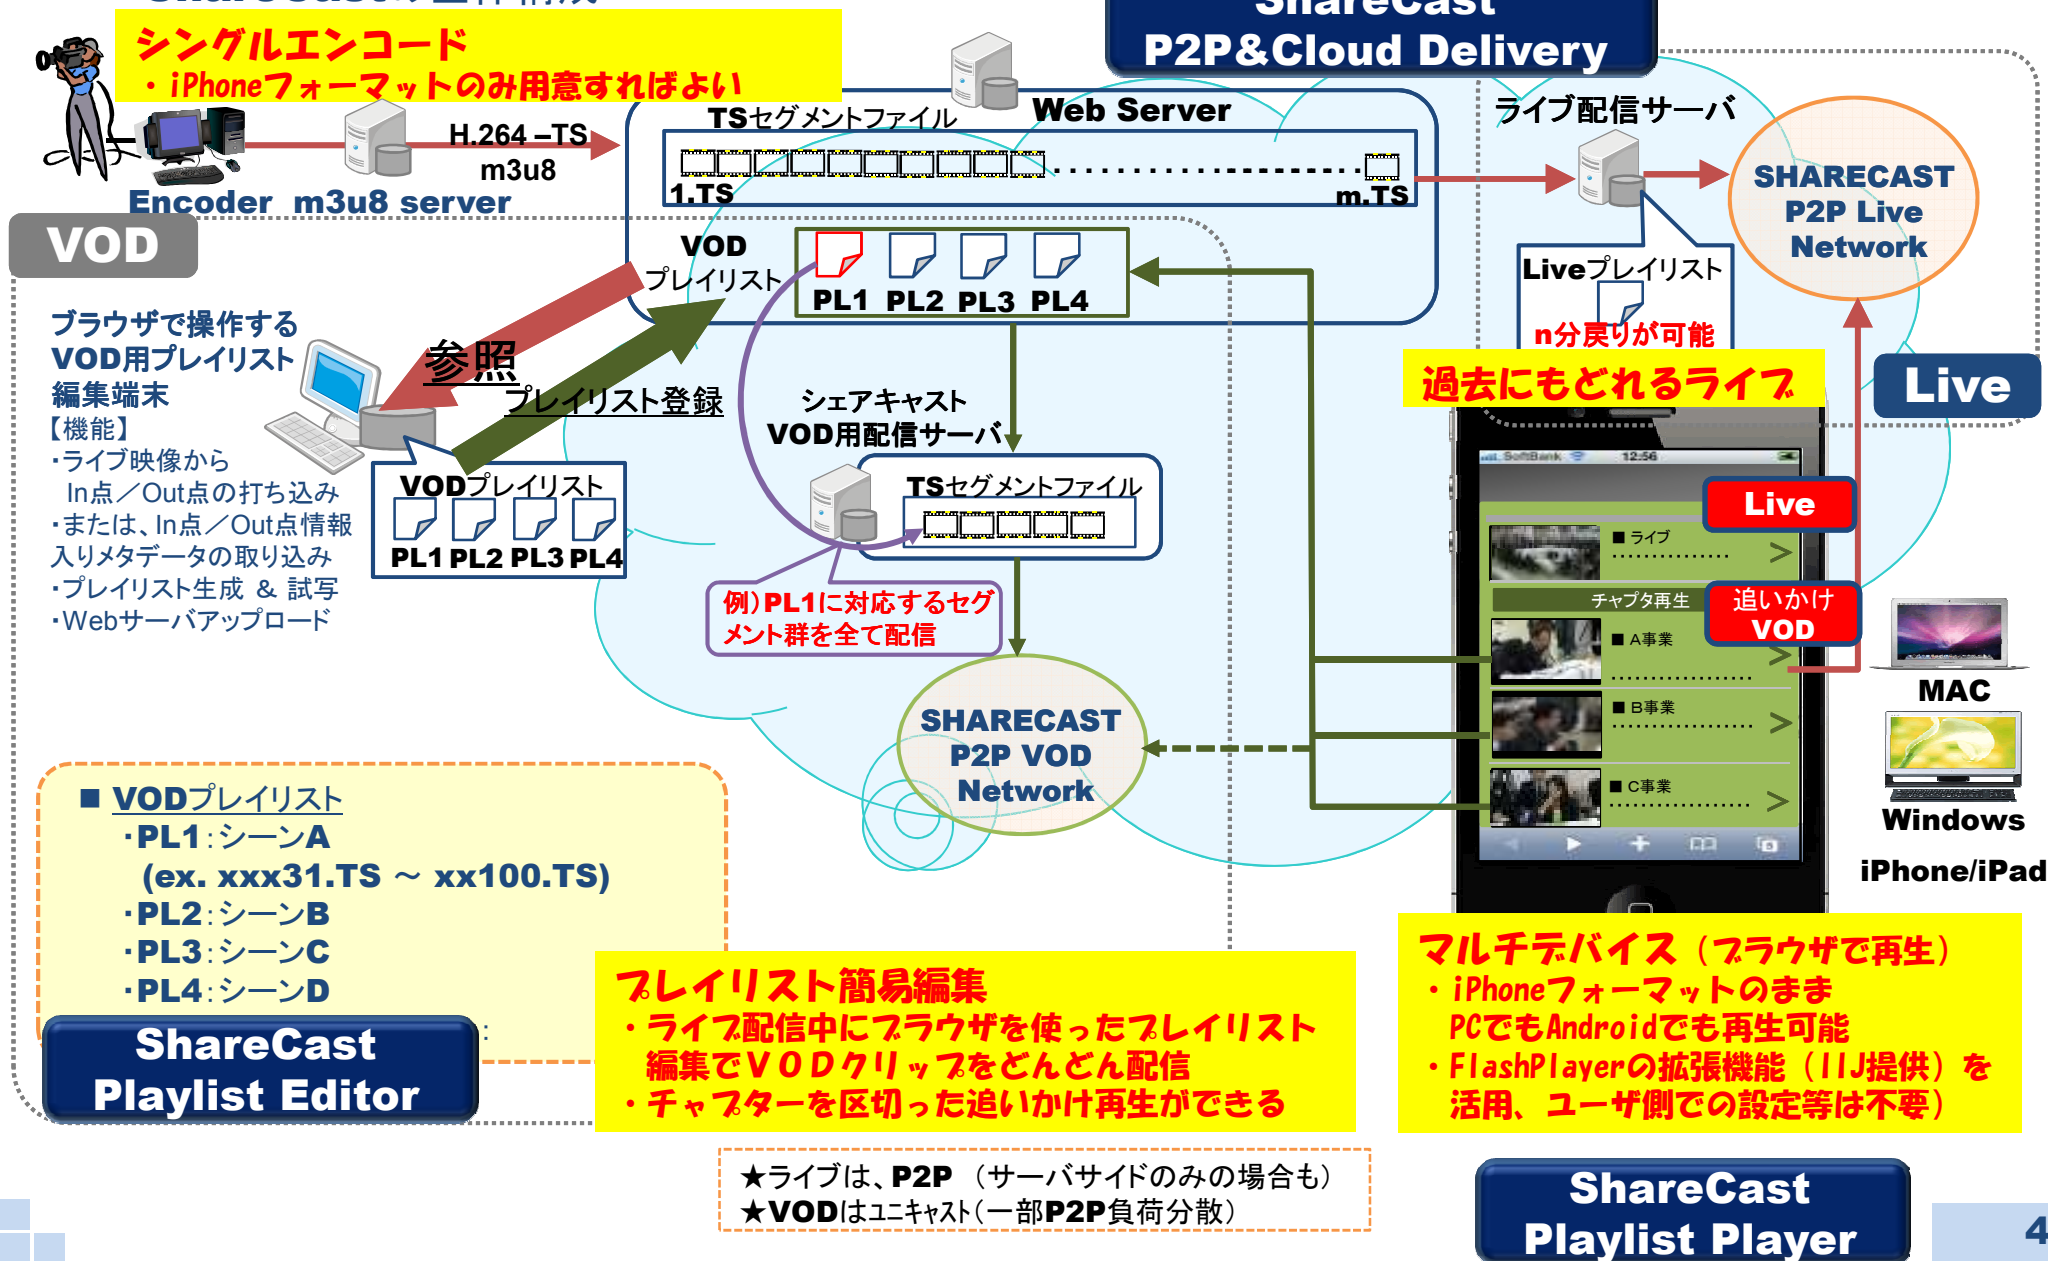 ShareCastの全体構成
シングルエンコード
・iPhoneフォーマットのみ用意すればよい
ShareCast
P2P&Cloud Delivery
H.264 –TS
m3u8
Encoder m3u8 server
TSセグメントファイル
Web Server
1.TS
m.TS
ライブ配信サーバ
SHARECAST
P2P Live
Network
VOD
VOD
プレイリスト
PL1 PL2 PL3 PL4
Liveプレイリスト
n分戻りが可能
過去にもどれるライブ
Live
ブラウザで操作する
VOD用プレイリスト
編集端末
【機能】
・ライブ映像から
In点／Out点の打ち込み
・または、In点／Out点情報
入りメタデータの取り込み
・プレイリスト生成 & 試写
・Webサーバアップロード
参照
プレイリスト登録
VODプレイリスト
PL1 PL2 PL3 PL4
シェアキャスト
VOD用配信サーバ
TSセグメントファイル
例）PL1に対応するセグ
メント群を全て配信
SHARECAST
P2P VOD
Network
SoftBank 12:56
Live
■ ライブ
チャプタ再生
追いかけ
VOD
■ A事業
■ B事業
■ C事業
MAC
Windows
iPhone/iPad
■ VODプレイリスト
・PL1：シーンA
(ex. xxx31.TS ～ xx100.TS)
・PL2：シーンB
・PL3：シーンC
・PL4：シーンD
:
ShareCast
Playlist Editor
プレイリスト簡易編集
・ライブ配信中にブラウザを使ったプレイリスト
編集でＶＯＤクリップをどんどん配信
・チャプターを区切った追いかけ再生ができる
マルチデバイス（ブラウザで再生）
・iPhoneフォーマットのまま
PCでもAndroidでも再生可能
・FlashPlayerの拡張機能（IIJ提供）を
活用、ユーザ側での設定等は不要）
★ライブは、P2P （サーバサイドのみの場合も）
★VODはユニキャスト（一部P2P負荷分散）
ShareCast
Playlist Player
4